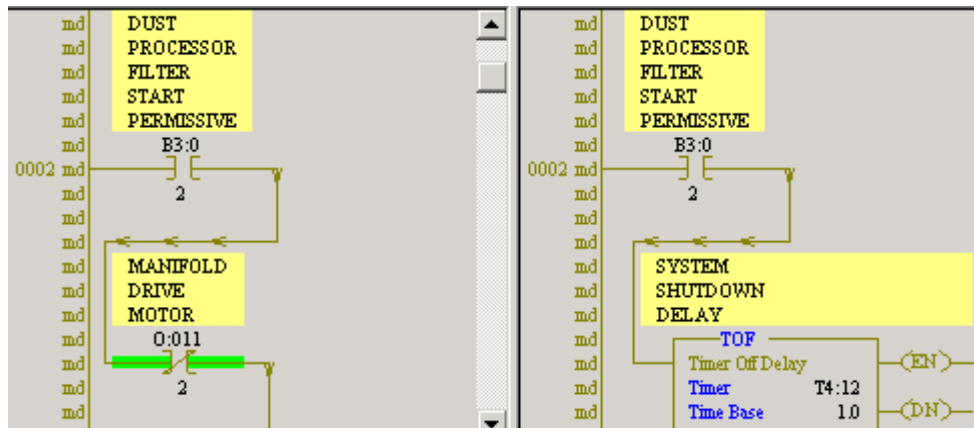 md DUST
md PROCESSOR
md FILTER
md START
md PERMISSIVE
md B3:0
0002 md
md 2
md
md
md MANIFOLD
md DRIVE
md MOTOR
md O:011
md
md 2
md
md DUST
md PROCESSOR
md FILTER
md START
md PERMISSIVE
md B3:0
0002 md
md 2
md
md
md SYSTEM
md SHUTDOWN
md DELAY
md TOF
md Timer Off Delay (EN)
md Timer T4:12
md Time Base 1.0 (DN)